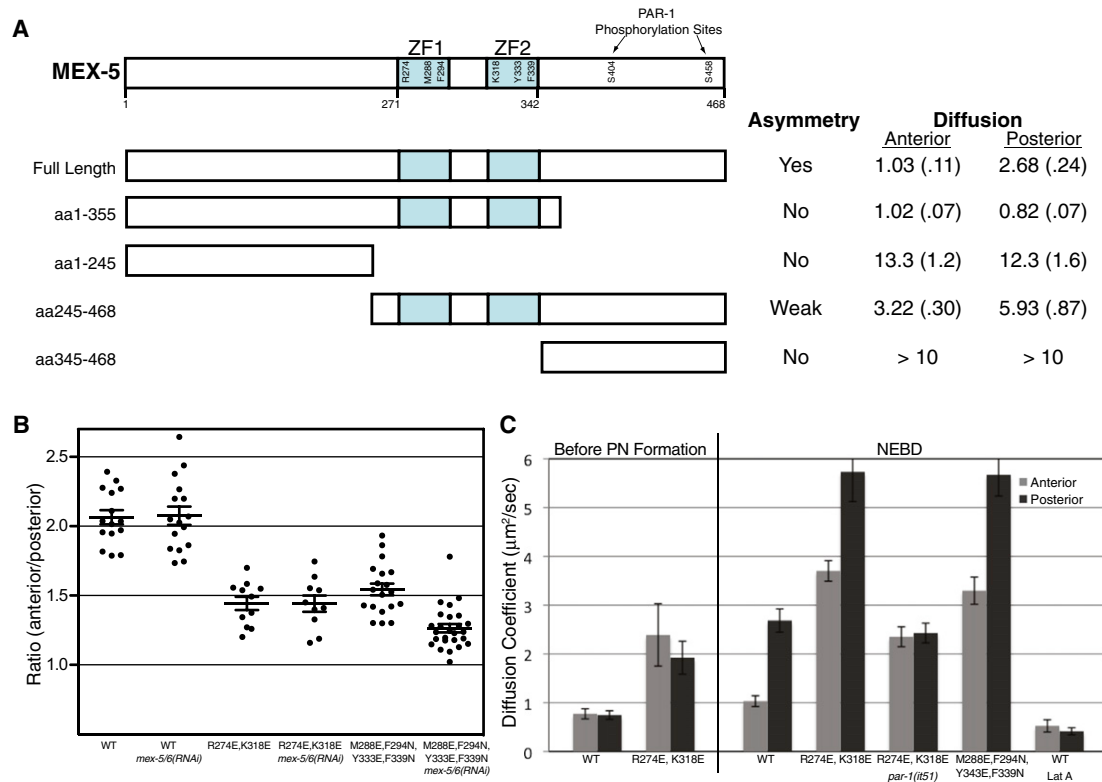 A
PAR-1
Phosphorylation Sites
ZF1
ZF2
MEX-5
R274
M288
F294
K318
Y333
F339
S404
S458
1
271
342
468
Asymmetry
Diffusion
Anterior
Posterior
Full Length
Yes
1.03 (.11)
2.68 (.24)
aa1-355
No
1.02 (.07)
0.82 (.07)
aa1-245
No
13.3 (1.2)
12.3 (1.6)
aa245-468
Weak
3.22 (.30)
5.93 (.87)
aa345-468
No
> 10
> 10
B
Ratio (anterior/posterior)
2.5
2.0
1.5
1.0
WT
WT
mex-5/6(RNAi)
R274E,K318E
R274E,K318E
mex-5/6(RNAi)
M288E,F294N,
Y333E,F339N
M288E,F294N,
Y333E,F339N
mex-5/6(RNAi)
C
Before PN Formation
NEBD
Diffusion Coefficient (μm²/sec)
6
5
4
3
2
1
0
Anterior
Posterior
WT
R274E, K318E
WT
R274E, K318E
R274E, K318E
par-1(it51)
M288E,F294N,
Y343E,F339N
WT
Lat A